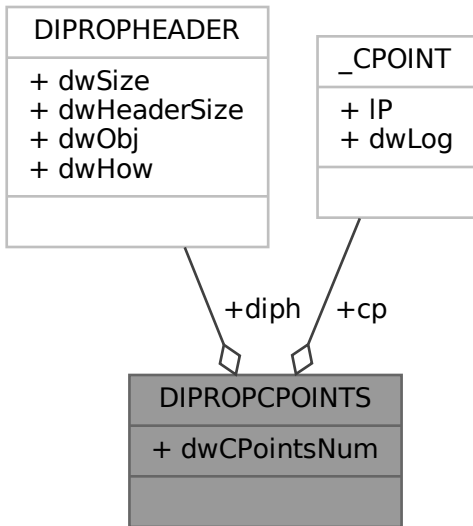 DIPROPHEADER
+ dwSize
+ dwHeaderSize
+ dwObj
+ dwHow
_CPOINT
+ lP
+ dwLog
+diph
+cp
DIPROPCPOINTS
+ dwCPointsNum